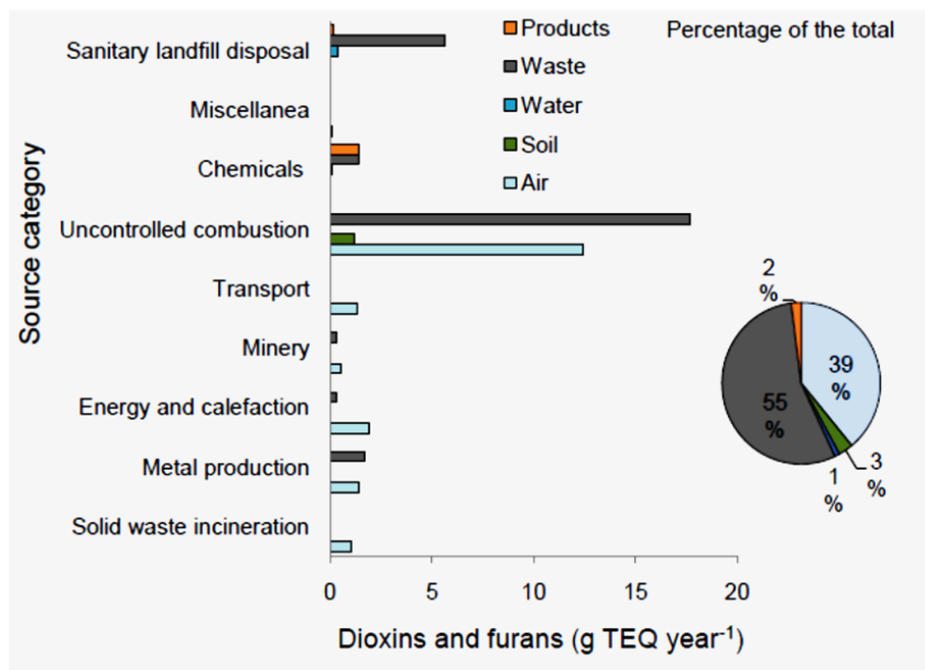 Products
Percentage of the total
Sanitary landfill disposal
Waste
Miscellanea
Water
Chemicals
Soil
Air
Uncontrolled combustion
Transport
Minery
Energy and calefaction
Metal production
Solid waste incineration
Source category
2
%
39
%
55
%
3
%
1
%
0 5 10 15 20
Dioxins and furans (g TEQ year⁻¹)